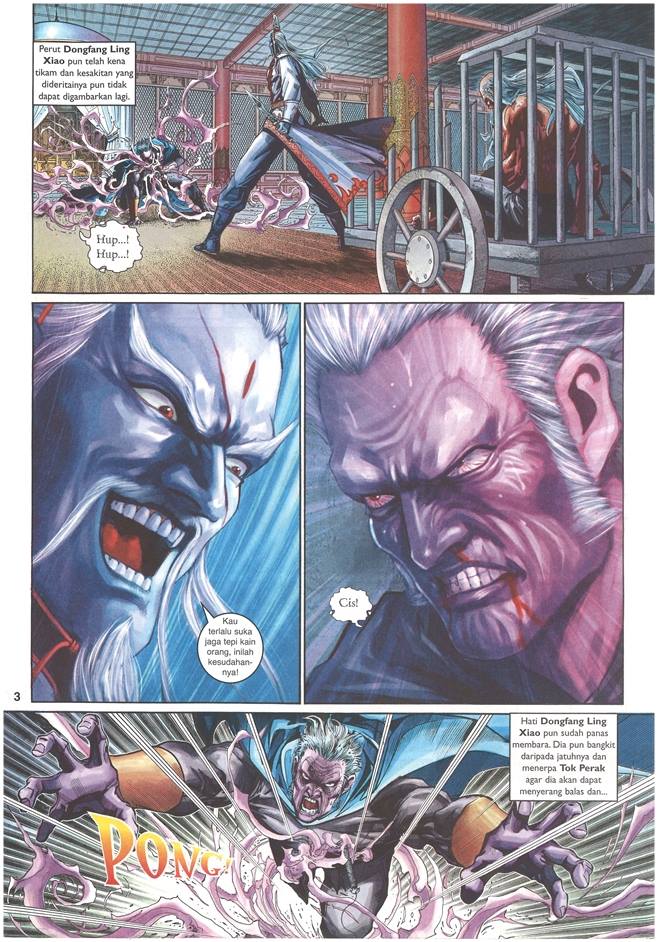 Perut Dongfang Ling
Xiao pun telah kena
tikam dan kesakitan yang
dideritainya pun tidak
dapat digambarkan lagi.
Hup...!
Hup...!
Kau
terlalu suka
jaga tepi kain
orang, inilah
kesudahan-
nya!
Cis!
3
Hati Dongfang Ling
Xiao pun sudah panas
membara. Dia pun bangkit
daripada jatuhnya dan
menerpa Tok Perak
agar dia akan dapat
menyerang balas dan...
PONG!